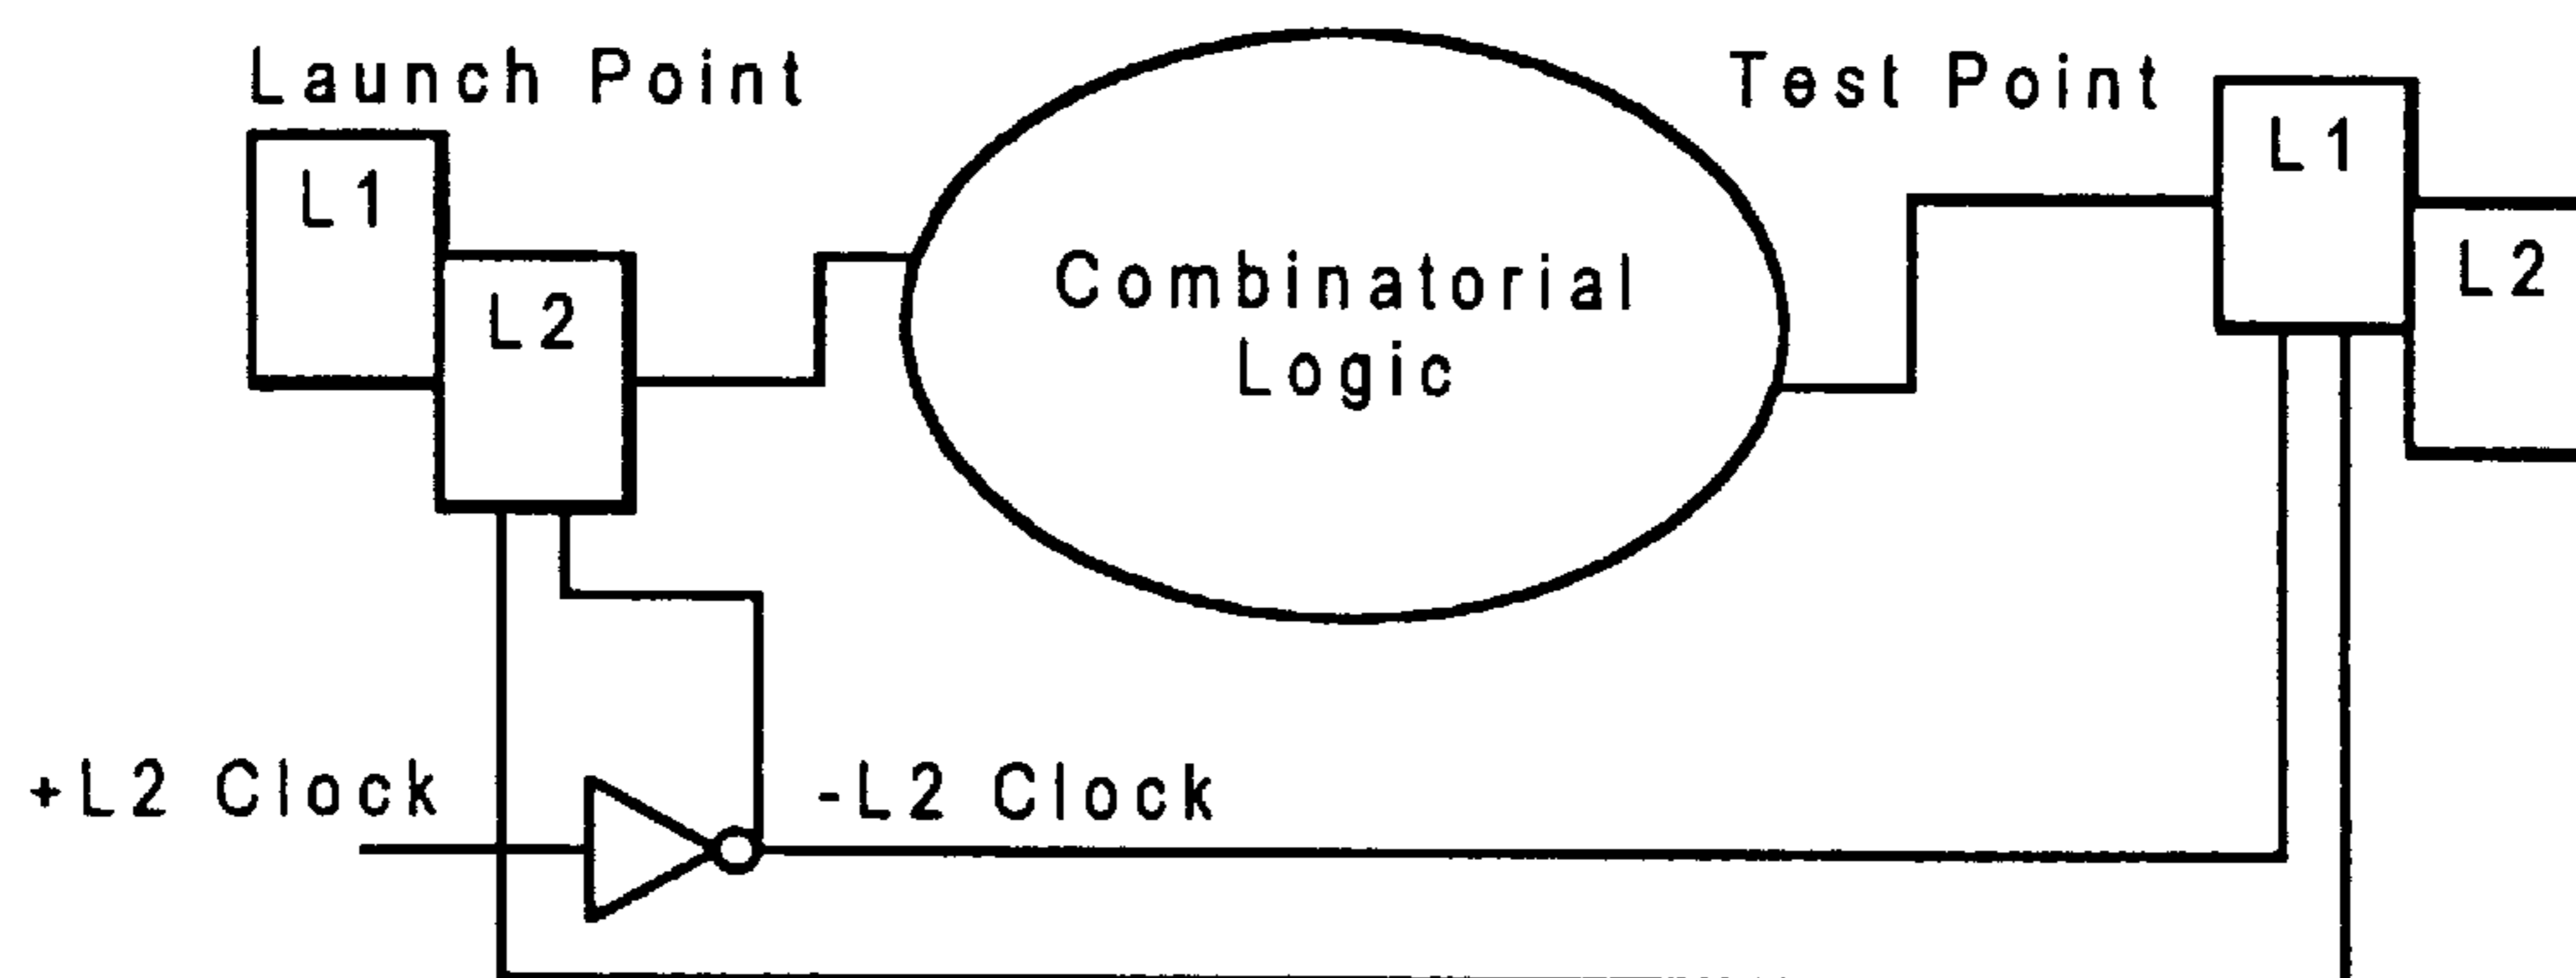 Launch Point
Test Point
L1
L1
L2
L2
Combinatorial
Logic
+L2 Clock
-L2 Clock